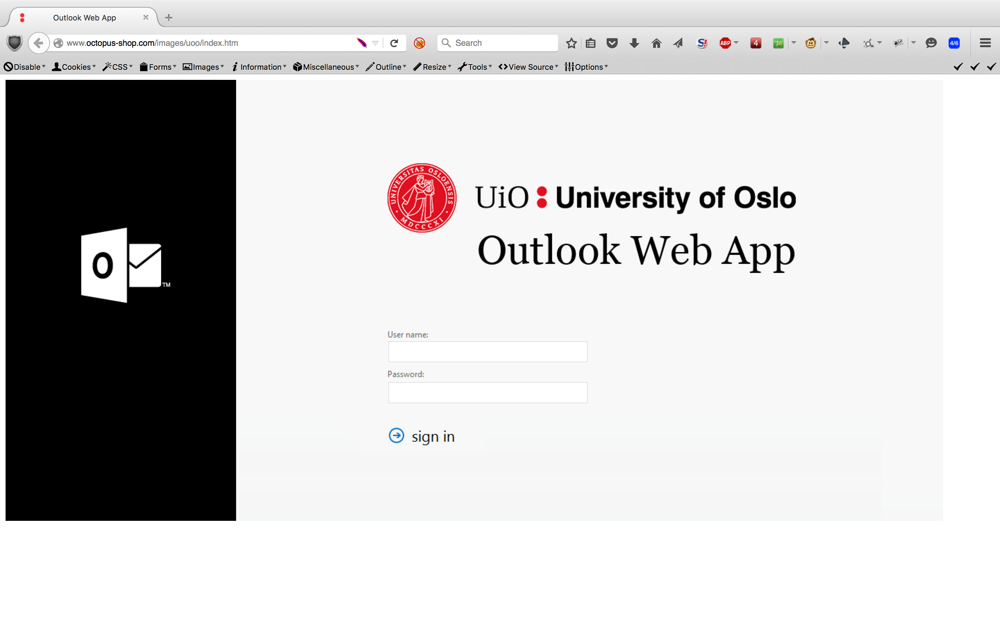 Outlook Web App
www.octopus-shop.com/images/uoo/index.htm
Search
S!
ABP
4
4/6
Disable
Cookies
CSS
Forms
Images
Information
Miscellaneous
Outline
Resize
Tools
View Source
Options
UNIVERSITAS OSLOENSIS
MDCCCXI
UiO : University of Oslo
Outlook Web App
O
TM
User name:
Password:
sign in